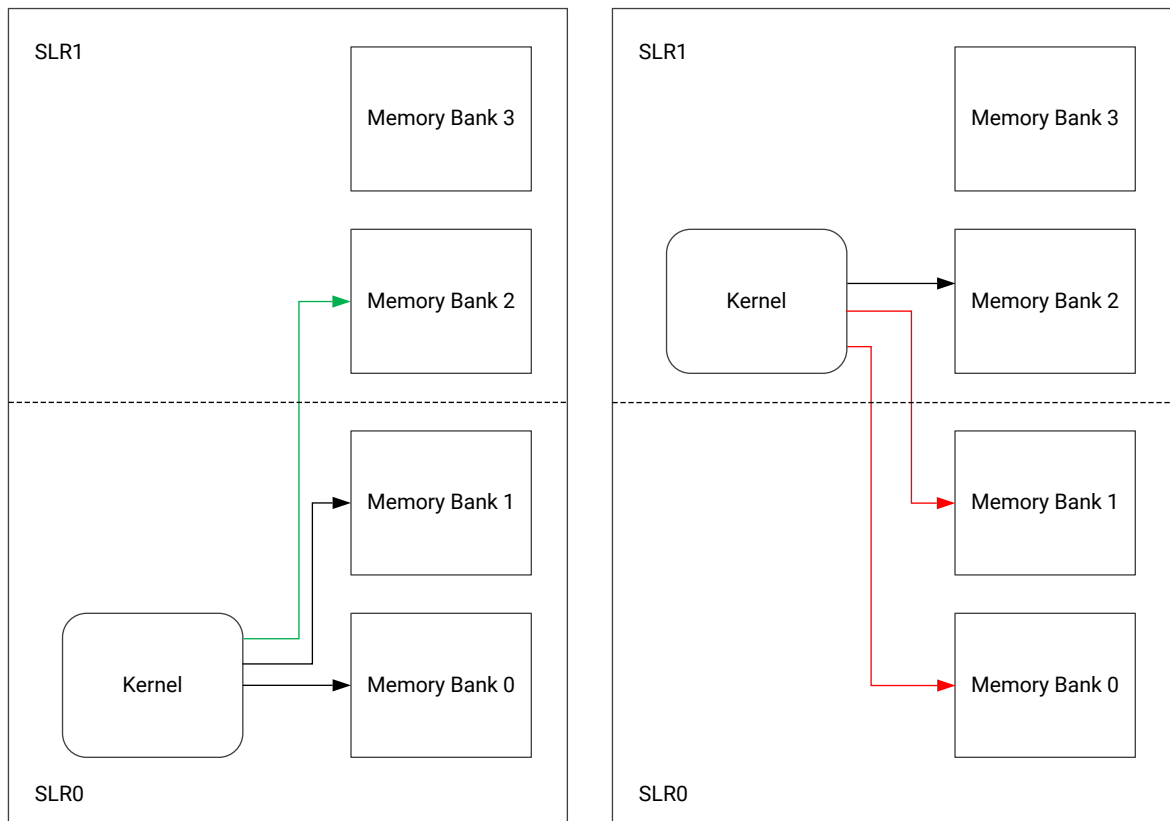 SLR1
Memory Bank 3
Memory Bank 2
Memory Bank 1
Kernel
Memory Bank 0
SLR0
SLR1
Memory Bank 3
Kernel
Memory Bank 2
Memory Bank 1
Memory Bank 0
SLR0